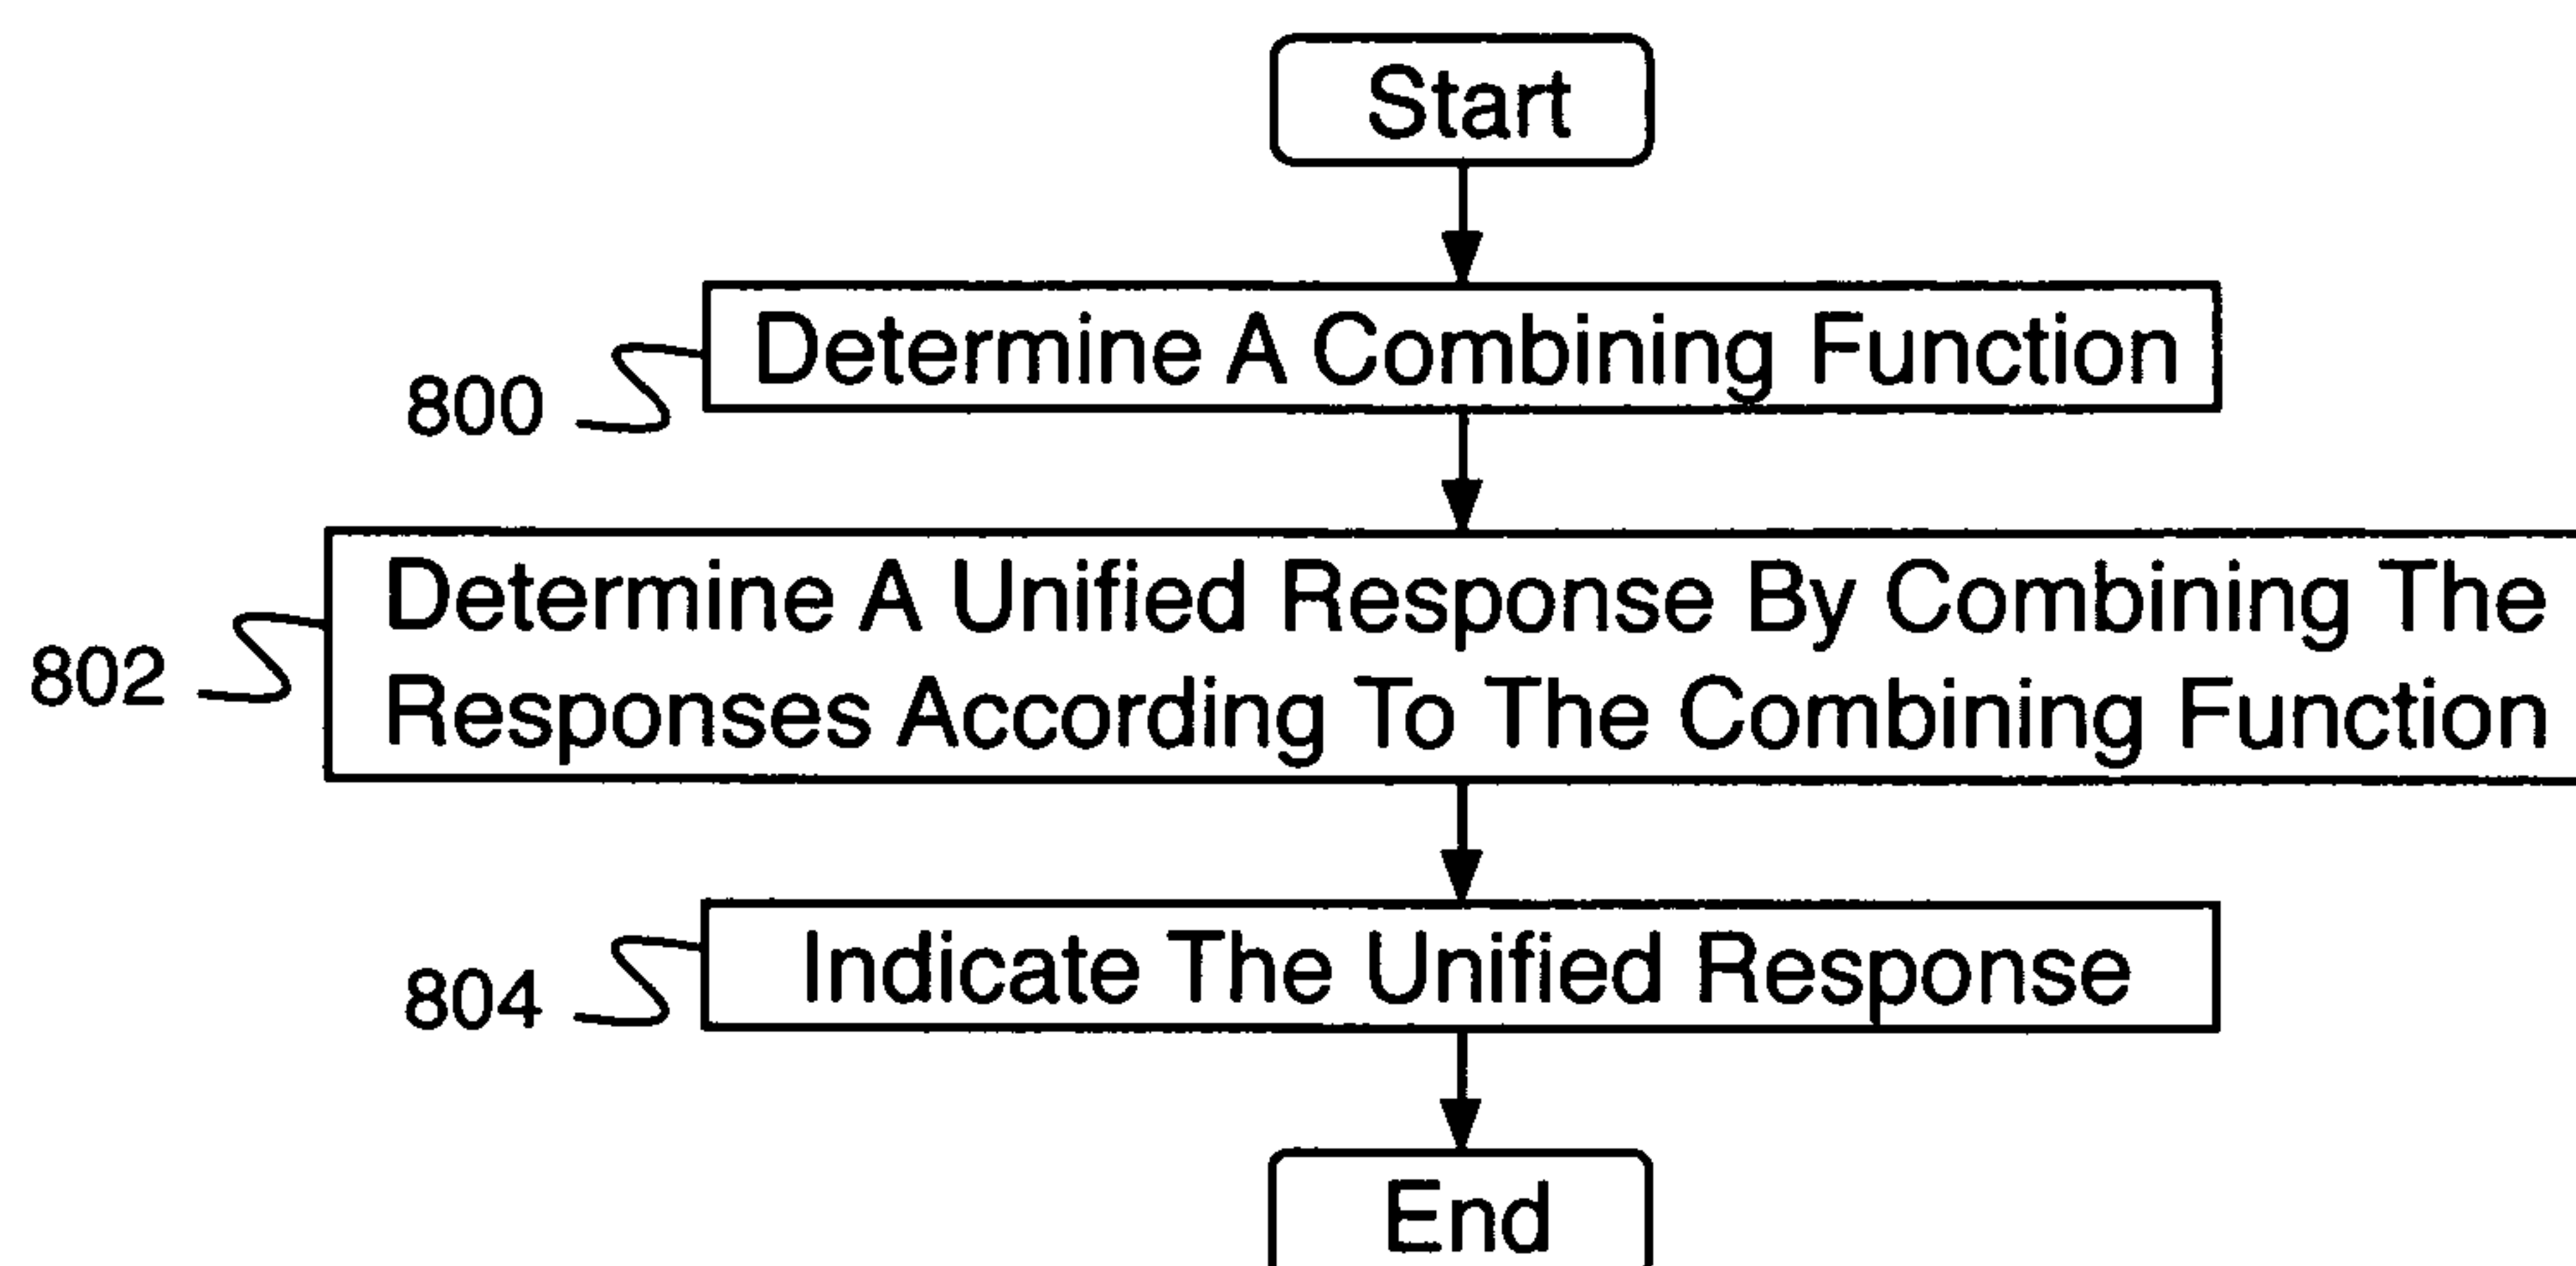 Start
Determine A Combining Function
800
Determine A Unified Response By Combining The
Responses According To The Combining Function
802
Indicate The Unified Response
804
End